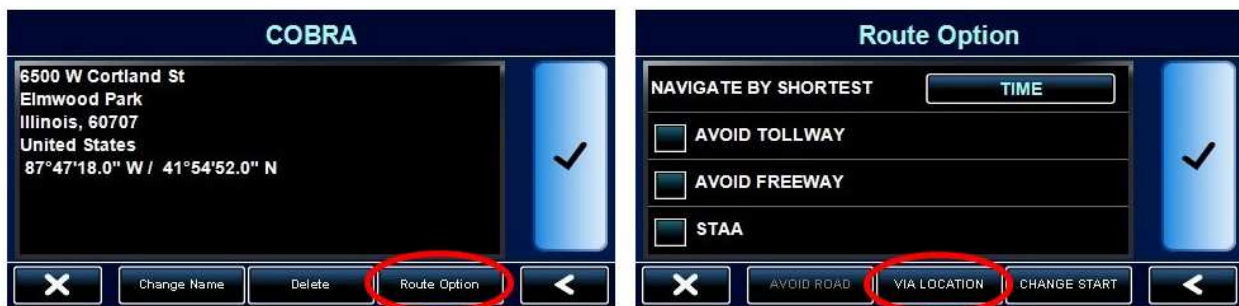 COBRA
6500 W Cortland St
Elmwood Park
Illinois, 60707
United States
87°47'18.0" W / 41°54'52.0" N
Change Name
Delete
Route Option
Route Option
NAVIGATE BY SHORTEST TIME
AVOID TOLLWAY
AVOID FREEWAY
STAA
AVOID ROAD
VIA LOCATION
CHANGE START